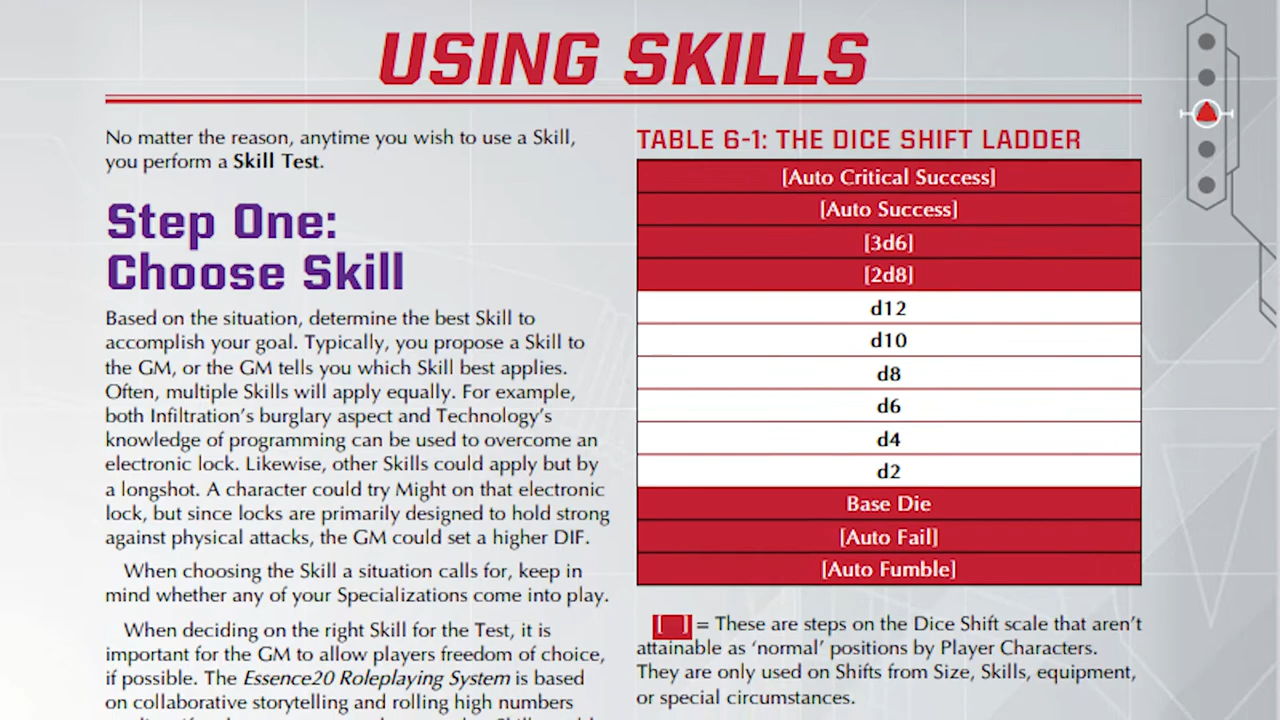 USING SKILLS
No matter the reason, anytime you wish to use a Skill,
you perform a Skill Test.
Step One:
Choose Skill
Based on the situation, determine the best Skill to
accomplish your goal. Typically, you propose a Skill to
the GM, or the GM tells you which Skill best applies.
Often, multiple Skills will apply equally. For example,
both Infiltration's burglary aspect and Technology's
knowledge of programming can be used to overcome an
electronic lock. Likewise, other Skills could apply but by
a longshot. A character could try Might on that electronic
lock, but since locks are primarily designed to hold strong
against physical attacks, the GM could set a higher DIF.
When choosing the Skill a situation calls for, keep in
mind whether any of your Specializations come into play.
When deciding on the right Skill for the Test, it is
important for the GM to allow players freedom of choice,
if possible. The Essence20 Roleplaying System is based
on collaborative storytelling and rolling high numbers
TABLE 6-1: THE DICE SHIFT LADDER
[Auto Critical Success]
[Auto Success]
[3d6]
[2d8]
d12
d10
d8
d6
d4
d2
Base Die
[Auto Fail]
[Auto Fumble]
[ ] = These are steps on the Dice Shift scale that aren't
attainable as 'normal' positions by Player Characters.
They are only used on Shifts from Size, Skills, equipment,
or special circumstances.